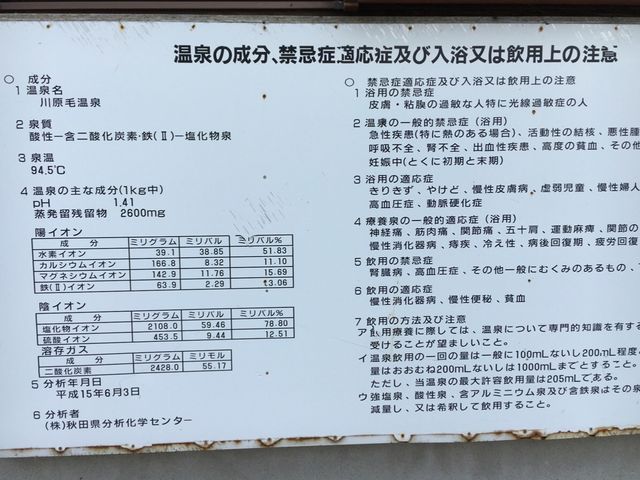 温泉の成分、禁忌症適応症及び入浴又は飲用上の注意
○ 成分
1 温泉名
川原毛温泉
2 泉質
酸性－含二酸化炭素・鉄(Ⅱ)－塩化物泉
3 泉温
94.5℃
4 温泉の主な成分(1kg中)
pH 1.41
蒸発残留物 2600mg
陽イオン
成 分 ミリグラム ミリバル ミリバル%
水素イオン 39.1 38.85 51.83
カルシウムイオン 166.8 8.32 11.10
マグネシウムイオン 142.9 11.76 15.69
鉄(Ⅱ)イオン 63.9 2.29 3.06
陰イオン
成 分 ミリグラム ミリバル ミリバル%
塩化物イオン 2108.0 59.46 78.80
硫酸イオン 453.5 9.44 12.51
溶存ガス
成 分 ミリグラム ミリモル
二酸化炭素 2428.0 55.17
5 分析年月日
平成15年6月3日
6 分析者
(株)秋田県分析化学センター
○ 禁忌症適応症及び入浴又は飲用上の注意
1 浴用の禁忌症
皮膚・粘膜の過敏な人特に光線過敏症の人
2 温泉の一般的禁忌症(浴用)
急性疾患(特に熱のある場合)、活動性の結核、悪性腫
呼吸不全、腎不全、出血性疾患、高度の貧血、その他
妊娠中(とくに初期と末期)
3 浴用の適応症
きりきず、やけど、慢性皮膚病、虚弱児童、慢性婦人
高血圧症、動脈硬化症
4 療養泉の一般的適応症(浴用)
神経痛、筋肉痛、関節痛、五十肩、運動麻痺、関節の
慢性消化器病、痔疾、冷え性、病後回復期、疲労回復
5 飲用の禁忌症
腎臓病、高血圧症、その他一般にむくみのあるもの、
6 飲用の適応症
慢性消化器病、慢性便秘、貧血
7 飲用の方法及び注意
ア 飲用療養に際しては、温泉について専門的知識を有する
受けることが望ましいこと。
イ 温泉飲用の一回の量は一般に100mLないし200mL程度
量はおおむね200mLないしは1000mLまでとすること。
ただし、当温泉の最大許容飲用量は205mLである。
ウ 強塩泉、酸性泉、含アルミニウム泉及び含鉄泉はその
減量し、又は希釈して飲用すること。